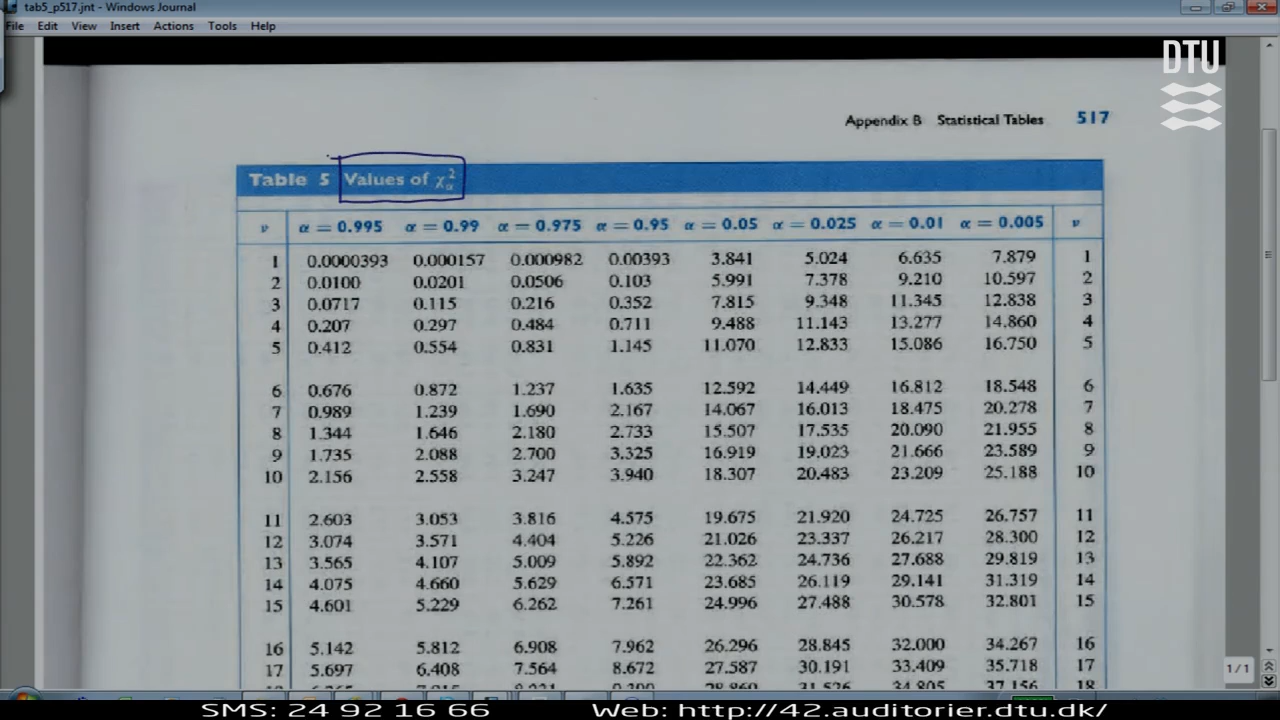 tab5_p517.jnt - Windows Journal
File Edit View Insert Actions Tools Help
DTU
Appendix B Statistical Tables 517
Table 5 Values of χ²α
ν α = 0.995 α = 0.99 α = 0.975 α = 0.95 α = 0.05 α = 0.025 α = 0.01 α = 0.005 ν
1 0.0000393 0.000157 0.000982 0.00393 3.841 5.024 6.635 7.879 1
2 0.0100 0.0201 0.0506 0.103 5.991 7.378 9.210 10.597 2
3 0.0717 0.115 0.216 0.352 7.815 9.348 11.345 12.838 3
4 0.207 0.297 0.484 0.711 9.488 11.143 13.277 14.860 4
5 0.412 0.554 0.831 1.145 11.070 12.833 15.086 16.750 5
6 0.676 0.872 1.237 1.635 12.592 14.449 16.812 18.548 6
7 0.989 1.239 1.690 2.167 14.067 16.013 18.475 20.278 7
8 1.344 1.646 2.180 2.733 15.507 17.535 20.090 21.955 8
9 1.735 2.088 2.700 3.325 16.919 19.023 21.666 23.589 9
10 2.156 2.558 3.247 3.940 18.307 20.483 23.209 25.188 10
11 2.603 3.053 3.816 4.575 19.675 21.920 24.725 26.757 11
12 3.074 3.571 4.404 5.226 21.026 23.337 26.217 28.300 12
13 3.565 4.107 5.009 5.892 22.362 24.736 27.688 29.819 13
14 4.075 4.660 5.629 6.571 23.685 26.119 29.141 31.319 14
15 4.601 5.229 6.262 7.261 24.996 27.488 30.578 32.801 15
16 5.142 5.812 6.908 7.962 26.296 28.845 32.000 34.267 16
17 5.697 6.408 7.564 8.672 27.587 30.191 33.409 35.718 17
28.869 31.526 34.805 37.156 18
1/1
SMS: 24 92 16 66 Web: http://42.auditorier.dtu.dk/